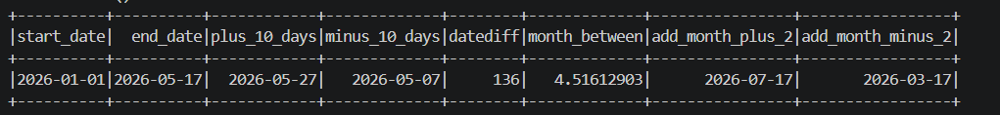 ()
+----------+----------+------------+-------------+--------+-------------+----------------+-----------------+
|start_date|  end_date|plus_10_days|minus_10_days|datediff|month_between|add_month_plus_2|add_month_minus_2|
+----------+----------+------------+-------------+--------+-------------+----------------+-----------------+
|2026-01-01|2026-05-17|  2026-05-27|   2026-05-07|     136|   4.51612903|      2026-07-17|       2026-03-17|
+----------+----------+------------+-------------+--------+-------------+----------------+-----------------+